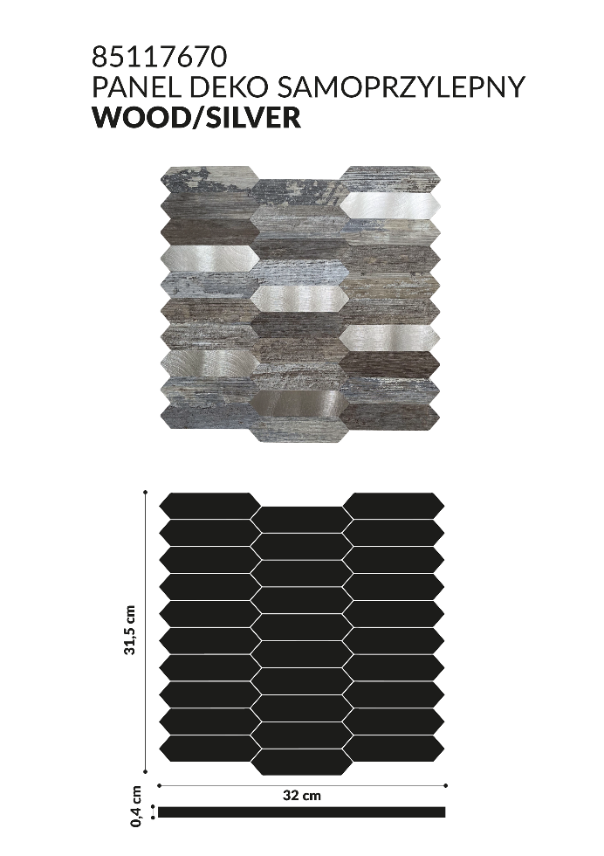 85117670
PANEL DEKO SAMOPRZYLEPNY
WOOD/SILVER
31,5 cm
32 cm
0,4 cm